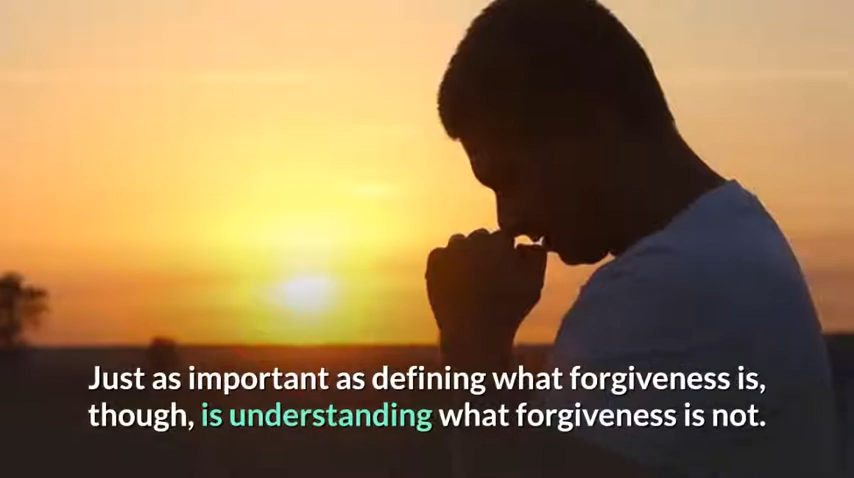 Just as important as defining what forgiveness is,
though, is understanding what forgiveness is not.